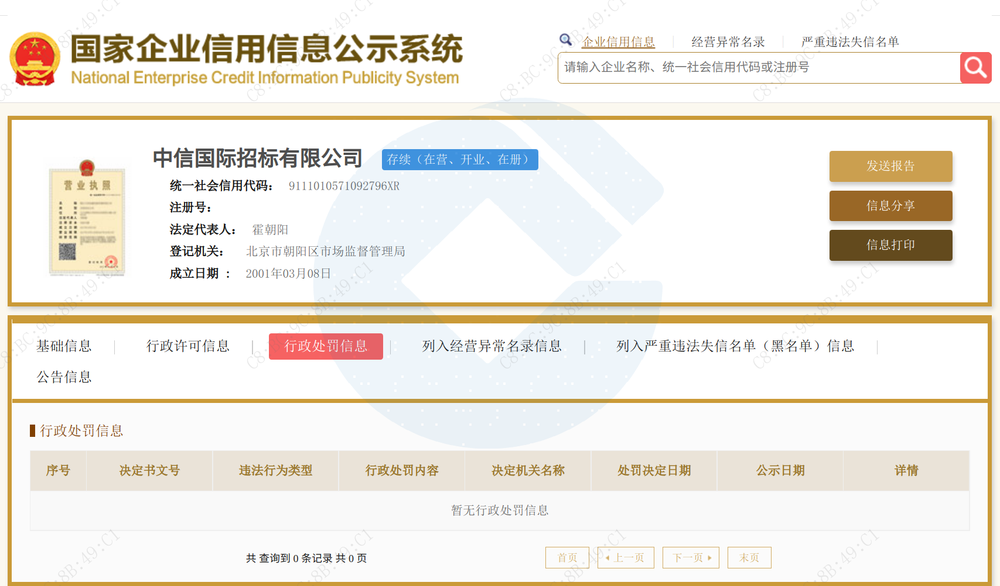 国家企业信用信息公示系统
National Enterprise Credit Information Publicity System
企业信用信息 经营异常名录 严重违法失信名单
请输入企业名称、统一社会信用代码或注册号
中信国际招标有限公司 存续（在营、开业、在册）
统一社会信用代码： 9111010571092796XR
注册号：
法定代表人： 霍朝阳
登记机关： 北京市朝阳区市场监督管理局
成立日期 ： 2001年03月08日
营业执照
发送报告
信息分享
信息打印
基础信息 行政许可信息 行政处罚信息 列入经营异常名录信息 列入严重违法失信名单（黑名单）信息
公告信息
行政处罚信息
序号 决定书文号 违法行为类型 行政处罚内容 决定机关名称 处罚决定日期 公示日期 详情
暂无行政处罚信息
共 查询到 0 条记录 共 0 页 首页 上一页 下一页 末页
C8:BC:9C:8B:49:C1